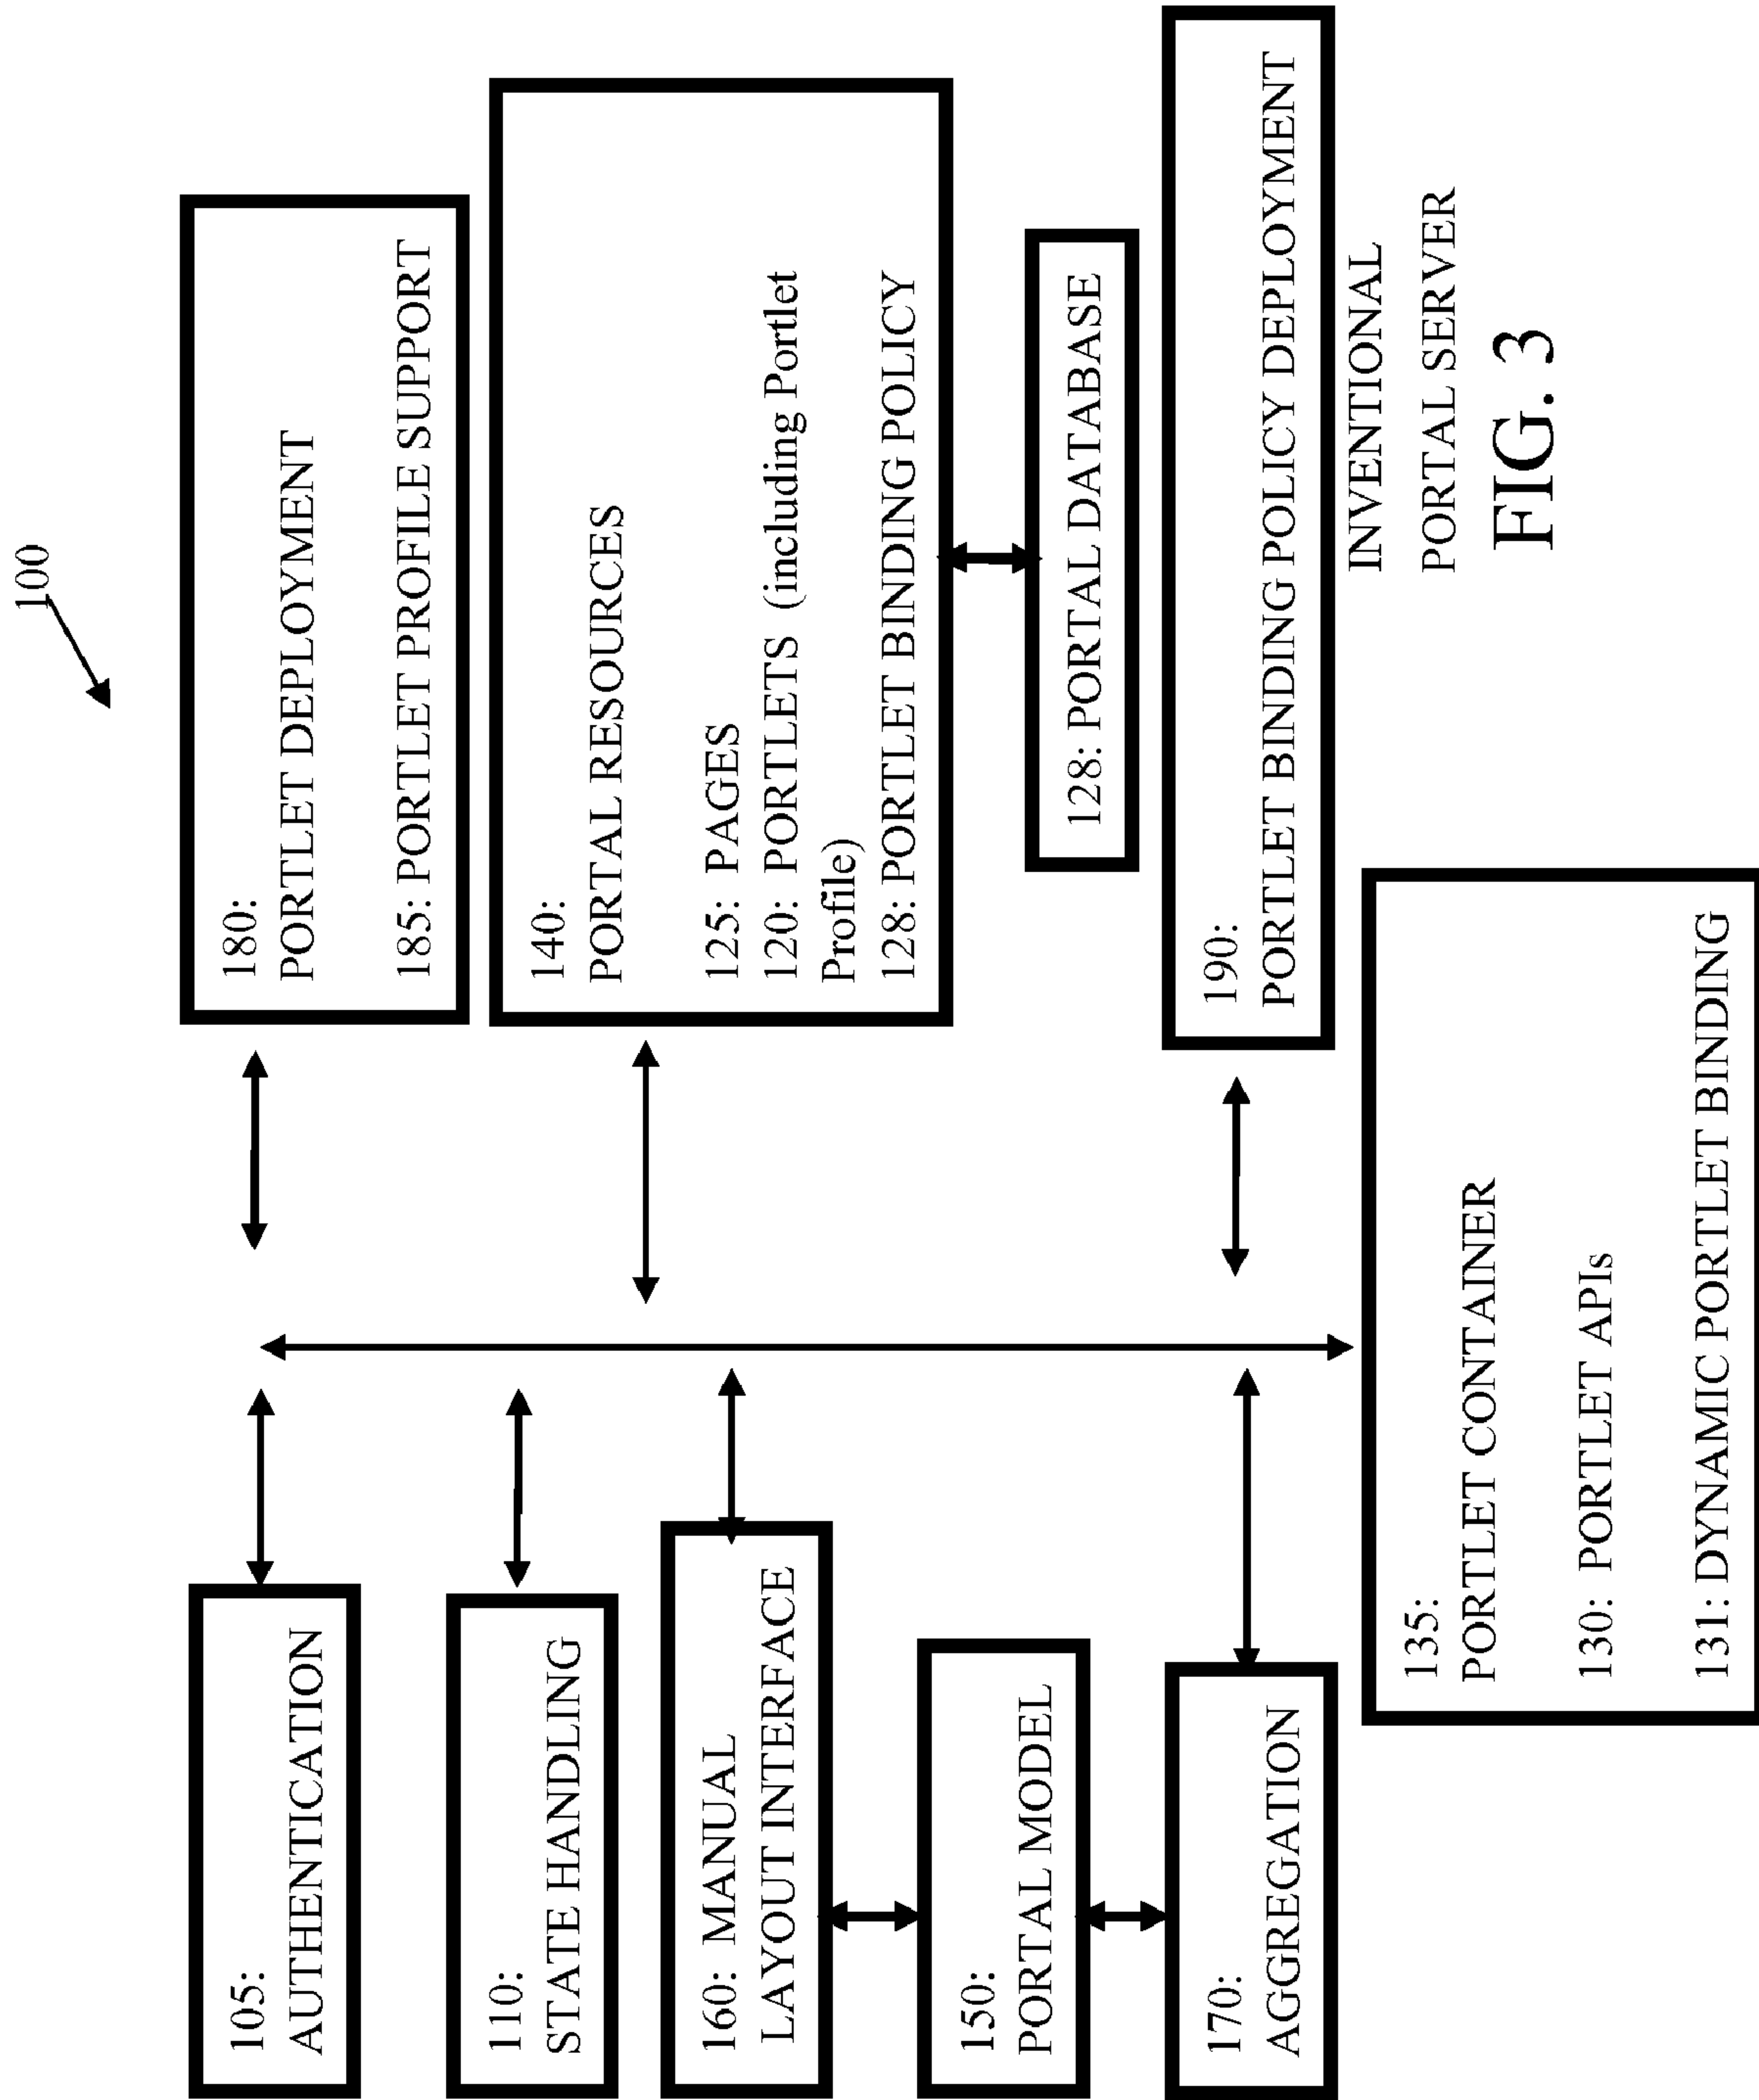 100
105:
AUTHENTICATION
110:
STATE HANDLING
160: MANUAL
LAYOUT INTERFACE
150:
PORTAL MODEL
170:
AGGREGATION
180:
PORTLET DEPLOYMENT
185: PORTLET PROFILE SUPPORT
140:
PORTAL RESOURCES
125: PAGES
120: PORTLETS (including Portlet
Profile)
128: PORTLET BINDING POLICY
128: PORTAL DATABASE
190:
PORTLET BINDING POLICY DEPLOYMENT
135:
PORTLET CONTAINER
130: PORTLET APIs
131: DYNAMIC PORTLET BINDING
INVENTIONAL
PORTAL SERVER
FIG. 3